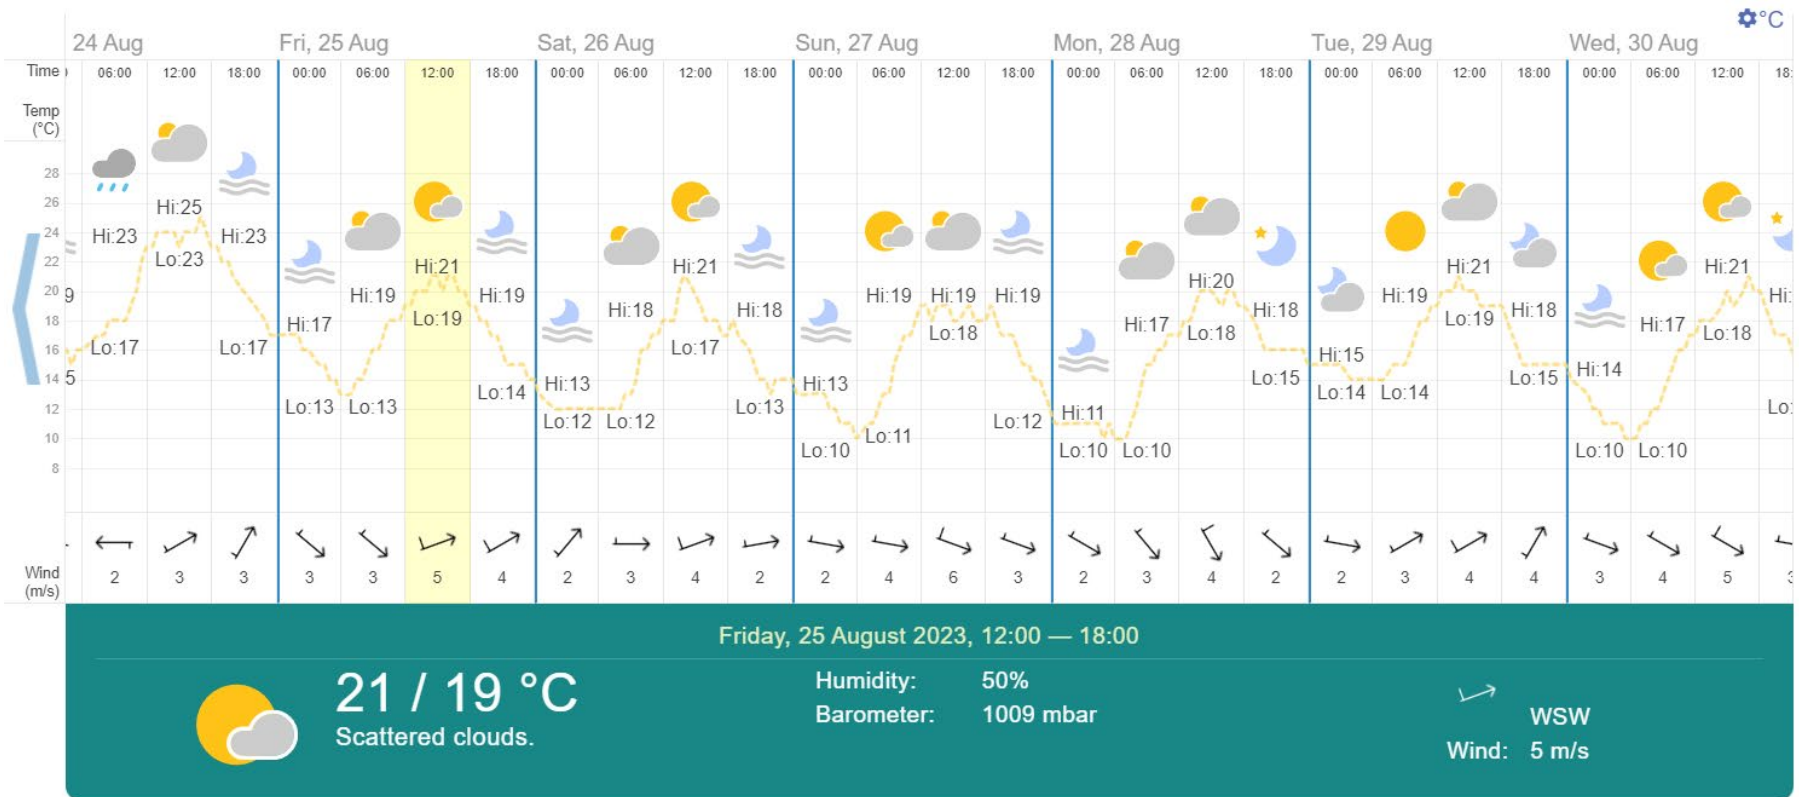 °C
24 Aug Fri, 25 Aug Sat, 26 Aug Sun, 27 Aug Mon, 28 Aug Tue, 29 Aug Wed, 30 Aug
Time 06:00 12:00 18:00 00:00 06:00 12:00 18:00 00:00 06:00 12:00 18:00 00:00 06:00 12:00 18:00 00:00 06:00 12:00 18:00 00:00 06:00 12:00 18:00 00:00 06:00 12:00 18:
Temp
(°C)
28
26
24
22
20
18
16
14
12
10
8
9
5
Hi:23
Lo:17
Hi:25
Lo:23
Hi:23
Lo:17
Hi:17
Lo:13
Hi:19
Lo:13
Hi:21
Lo:19
Hi:19
Lo:14
Hi:13
Lo:12
Hi:18
Lo:12
Hi:21
Lo:17
Hi:18
Lo:13
Hi:13
Lo:10
Hi:19
Lo:11
Hi:19
Lo:18
Hi:19
Lo:12
Hi:11
Lo:10
Hi:17
Lo:10
Hi:20
Lo:18
Hi:18
Lo:15
Hi:15
Lo:14
Hi:19
Lo:14
Hi:21
Lo:19
Hi:18
Lo:15
Hi:14
Lo:10
Hi:17
Lo:10
Hi:21
Lo:18
Hi:
Lo:
Wind
(m/s)
2 3 3 3 3 5 4 2 3 4 2 2 4 6 3 2 3 4 2 2 3 4 4 3 4 5
Friday, 25 August 2023, 12:00 — 18:00
21 / 19 °C
Scattered clouds.
Humidity: 50%
Barometer: 1009 mbar
WSW
Wind: 5 m/s